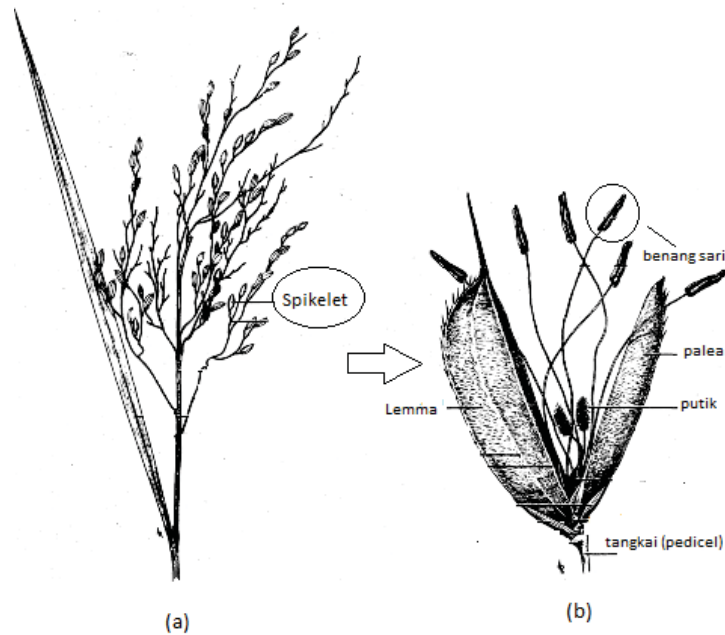 Spikelet
benang sari
palea
Lemma
putik
tangkai (pedicel)
(a)
(b)